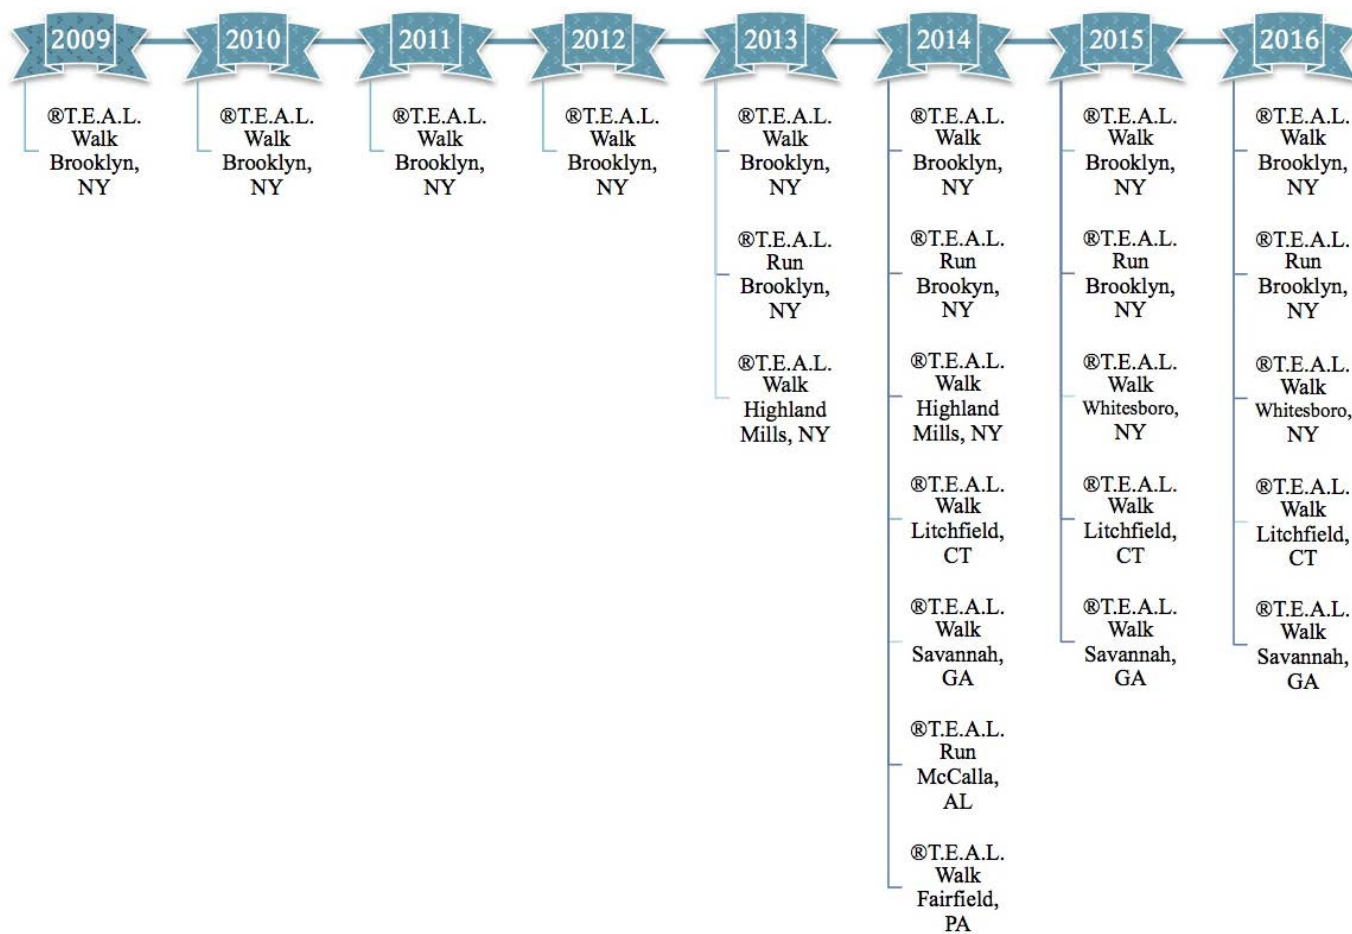 2009
2010
2011
2012
2013
2014
2015
2016
®T.E.A.L.
Walk
Brooklyn,
NY
®T.E.A.L.
Walk
Brooklyn,
NY
®T.E.A.L.
Walk
Brooklyn,
NY
®T.E.A.L.
Walk
Brooklyn,
NY
®T.E.A.L.
Walk
Brooklyn,
NY
®T.E.A.L.
Run
Brooklyn,
NY
®T.E.A.L.
Walk
Highland
Mills, NY
®T.E.A.L.
Walk
Brooklyn,
NY
®T.E.A.L.
Run
Brookyn,
NY
®T.E.A.L.
Walk
Highland
Mills, NY
®T.E.A.L.
Walk
Litchfield,
CT
®T.E.A.L.
Walk
Savannah,
GA
®T.E.A.L.
Run
McCalla,
AL
®T.E.A.L.
Walk
Fairfield,
PA
®T.E.A.L.
Walk
Brooklyn,
NY
®T.E.A.L.
Run
Brooklyn,
NY
®T.E.A.L.
Walk
Whitesboro,
NY
®T.E.A.L.
Walk
Litchfield,
CT
®T.E.A.L.
Walk
Savannah,
GA
®T.E.A.L.
Walk
Brooklyn,
NY
®T.E.A.L.
Run
Brooklyn,
NY
®T.E.A.L.
Walk
Whitesboro,
NY
®T.E.A.L.
Walk
Litchfield,
CT
®T.E.A.L.
Walk
Savannah,
GA